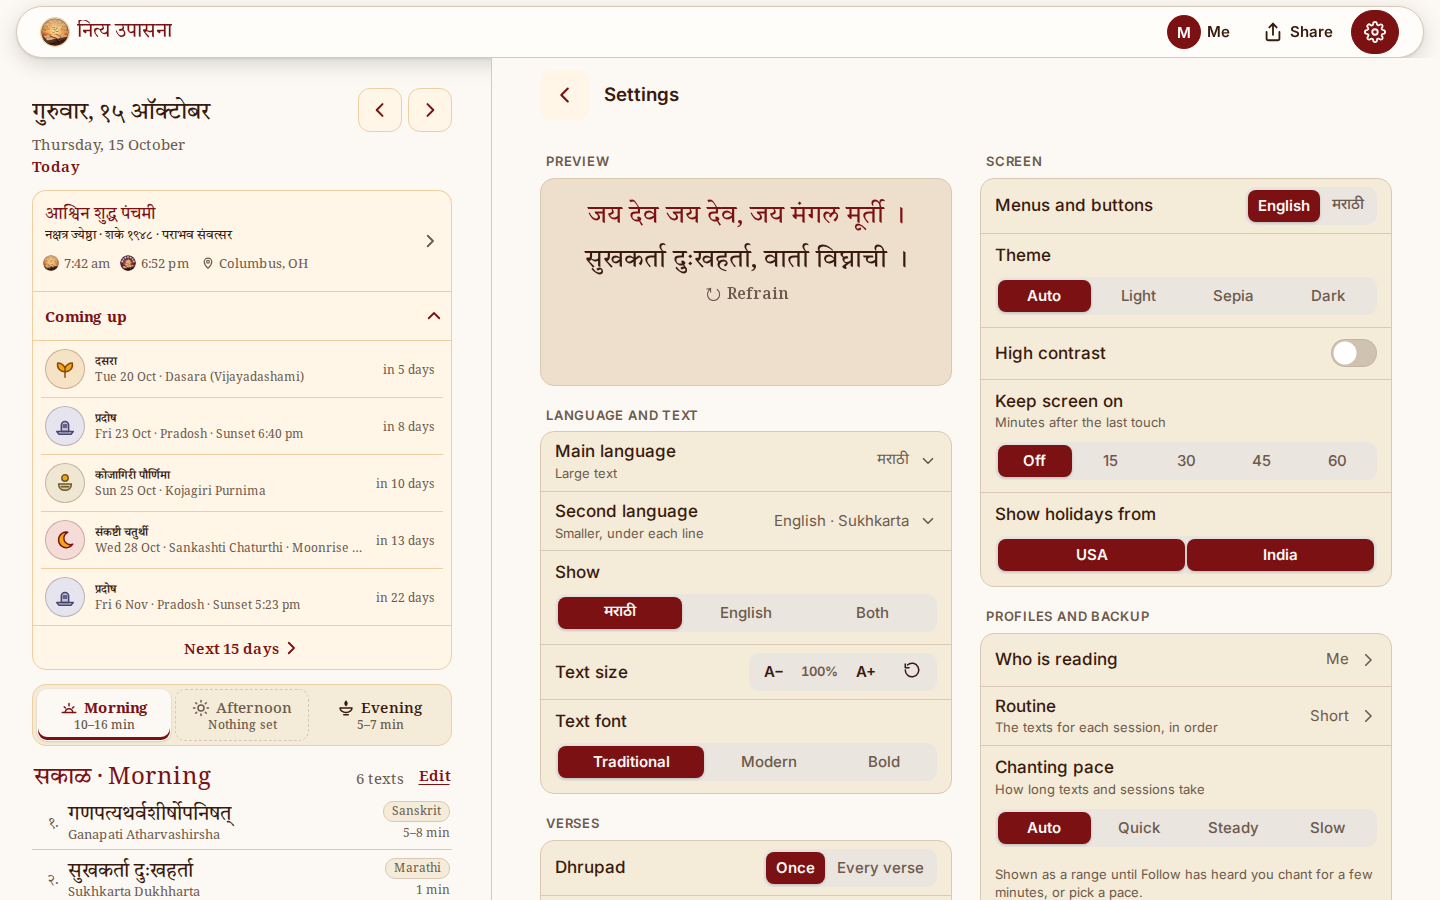 नित्य उपासना
M Me
Share
गुरुवार, १५ ऑक्टोबर
Thursday, 15 October
Today
आश्विन शुद्ध पंचमी
नक्षत्र ज्येष्ठा · शके १९४८ · पराभव संवत्सर
7:42 am 6:52 pm Columbus, OH
Coming up
दसरा
Tue 20 Oct · Dasara (Vijayadashami)
in 5 days
प्रदोष
Fri 23 Oct · Pradosh · Sunset 6:40 pm
in 8 days
कोजागिरी पौर्णिमा
Sun 25 Oct · Kojagiri Purnima
in 10 days
संकष्टी चतुर्थी
Wed 28 Oct · Sankashti Chaturthi · Moonrise ...
in 13 days
प्रदोष
Fri 6 Nov · Pradosh · Sunset 5:23 pm
in 22 days
Next 15 days
Morning
10–16 min
Afternoon
Nothing set
Evening
5–7 min
सकाळ · Morning
6 texts Edit
१. गणपत्यथर्वशीर्षोपनिषत्
Sanskrit
Ganapati Atharvashirsha
5–8 min
२. सुखकर्ता दुःखहर्ता
Marathi
Sukhkarta Dukhharta
1 min
Settings
PREVIEW
जय देव जय देव, जय मंगल मूर्ती ।
सुखकर्ता दुःखहर्ता, वार्ता विघ्नाची ।
Refrain
LANGUAGE AND TEXT
Main language
Large text
मराठी
Second language
Smaller, under each line
English · Sukhkarta
Show
मराठी English Both
Text size
A− 100% A+
Text font
Traditional Modern Bold
VERSES
Dhrupad
Once Every verse
SCREEN
Menus and buttons
English मराठी
Theme
Auto Light Sepia Dark
High contrast
Keep screen on
Minutes after the last touch
Off 15 30 45 60
Show holidays from
USA India
PROFILES AND BACKUP
Who is reading
Me
Routine
The texts for each session, in order
Short
Chanting pace
How long texts and sessions take
Auto Quick Steady Slow
Shown as a range until Follow has heard you chant for a few
minutes, or pick a pace.